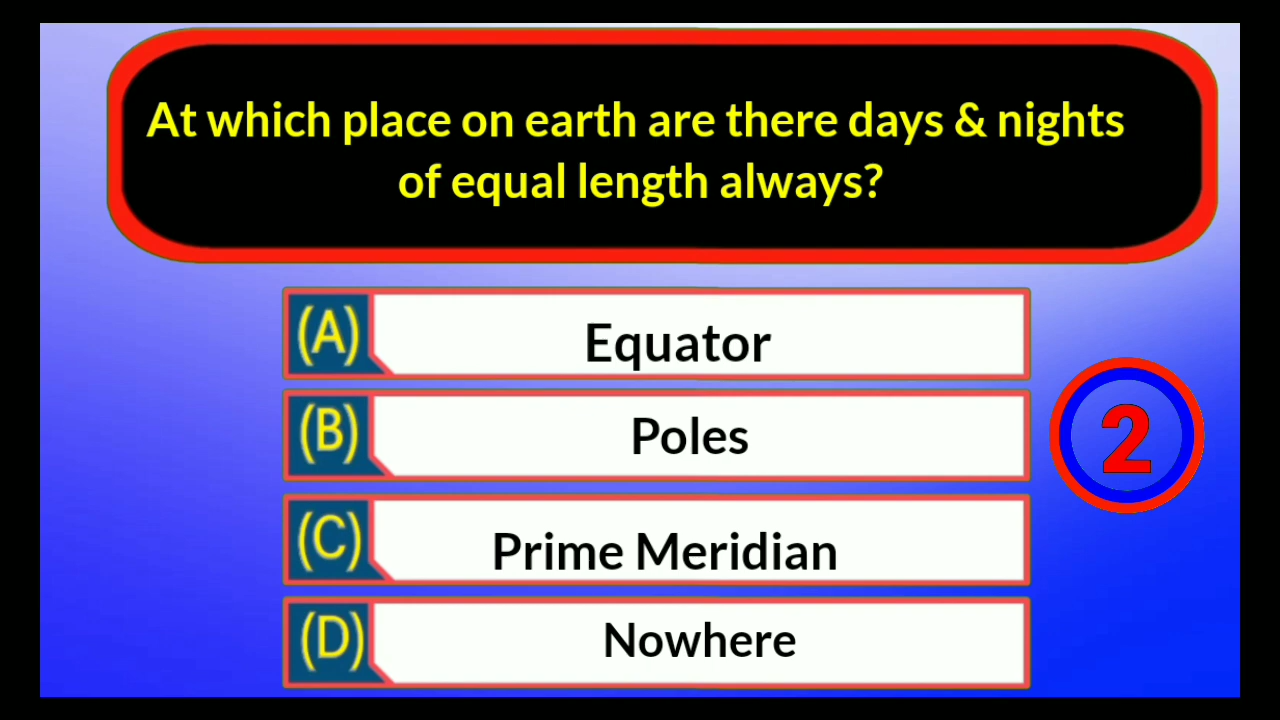 At which place on earth are there days & nights
of equal length always?
(A) Equator
(B) Poles
2
(C) Prime Meridian
(D) Nowhere